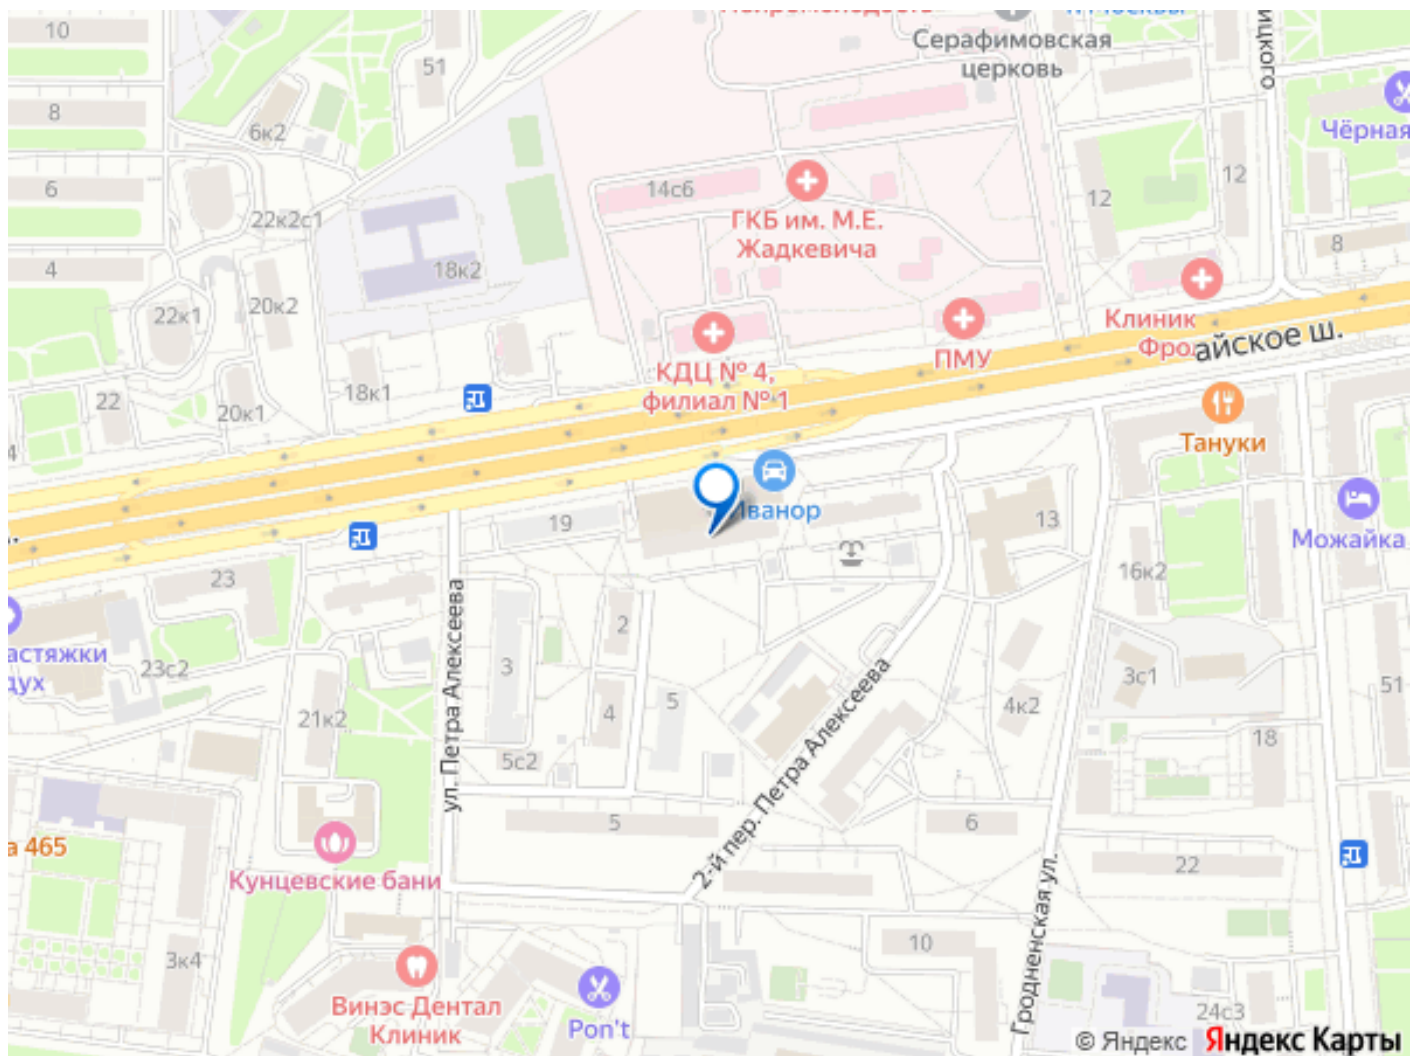 10
51
Серафимовская
церковь
ицкого
8
6к2
Чёрная
6
14с6
12
12
22к2с1
ГКБ им. М.Е.
Жадкевича
8
4
18к2
20к2
22к1
Клиник
Фро
айское ш.
ПМУ
КДЦ № 4,
филиал № 1
18к1
22
20к1
4
Тануки
Иванор
19
13
Можайка
23
16к2
ул. Петра Алексеева
2
астяжки
дух
23с2
3
5
3с1
51
4
4к2
21к2
18
5с2
2-й пер. Петра Алексеева
5
6
а 465
22
Кунцевские бани
Гродненская ул.
10
3к4
Винэс Дентал
Клиник
Pon't
24с3
© Яндекс Яндекс Карты